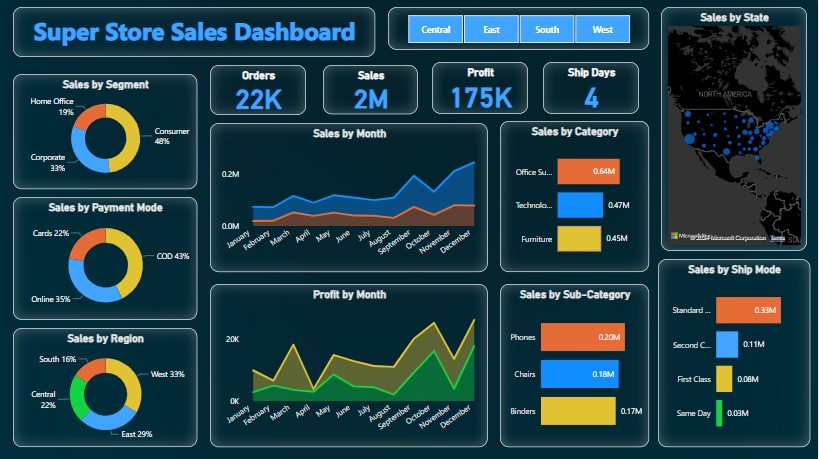 Super Store Sales Dashboard
Central East South West
Orders
22K
Sales
2M
Profit
175K
Ship Days
4
Sales by Segment
Home Office
19%
Consumer
48%
Corporate
33%
Sales by Payment Mode
Cards 22%
COD 43%
Online 35%
Sales by Region
South 16%
West 33%
Central
22%
East 29%
Sales by Month
0.2M
0.0M
January
February
March
April
May
June
July
August
September
October
November
December
Profit by Month
20K
0K
January
February
March
April
May
June
July
August
September
October
November
December
Sales by Category
Office Su... 0.64M
Technolo... 0.47M
Furniture 0.45M
Sales by Sub-Category
Phones 0.20M
Chairs 0.18M
Binders 0.17M
Sales by State
NORTH AMERICA
Microsoft Corporation Terms
Sales by Ship Mode
Standard ... 0.33M
Second C... 0.11M
First Class 0.08M
Same Day 0.03M